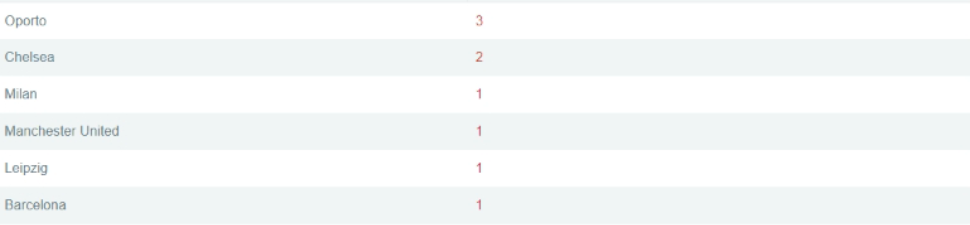 Oporto 3
Chelsea 2
Milan 1
Manchester United 1
Leipzig 1
Barcelona 1